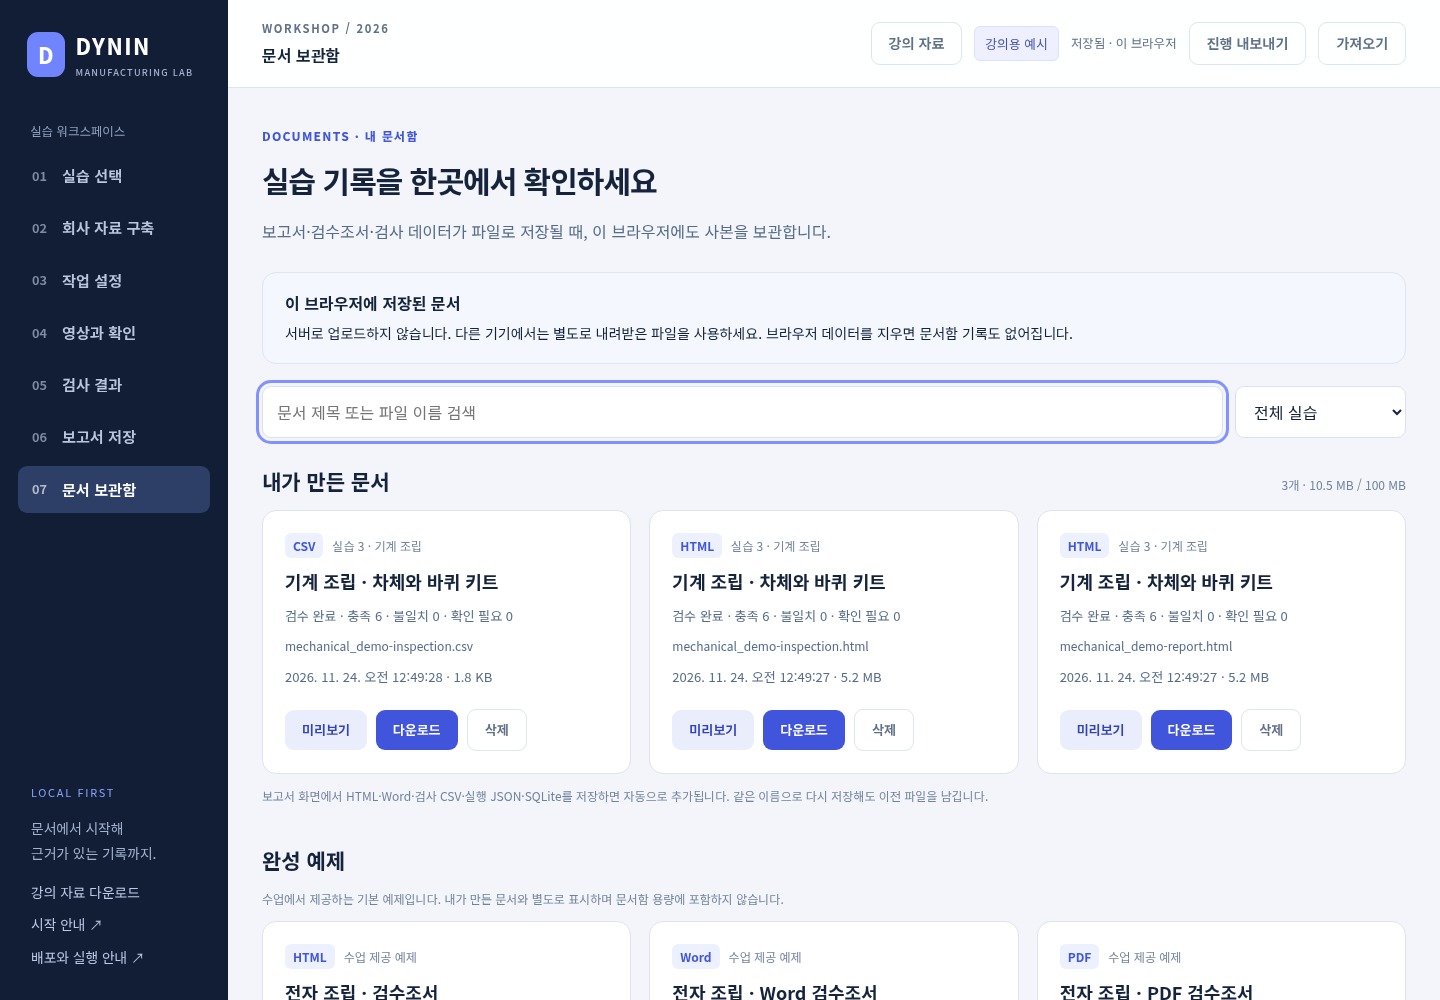 D
DYNIN
MANUFACTURING LAB
실습 워크스페이스
01 실습 선택
02 회사 자료 구축
03 작업 설정
04 영상과 확인
05 검사 결과
06 보고서 저장
07 문서 보관함
LOCAL FIRST
문서에서 시작해
근거가 있는 기록까지.
강의 자료 다운로드
시작 안내 ↗
배포와 실행 안내 ↗
WORKSHOP / 2026
문서 보관함
강의 자료
강의용 예시
저장됨 · 이 브라우저
진행 내보내기
가져오기
DOCUMENTS · 내 문서함
실습 기록을 한곳에서 확인하세요
보고서·검수조서·검사 데이터가 파일로 저장될 때, 이 브라우저에도 사본을 보관합니다.
이 브라우저에 저장된 문서
서버로 업로드하지 않습니다. 다른 기기에서는 별도로 내려받은 파일을 사용하세요. 브라우저 데이터를 지우면 문서함 기록도 없어집니다.
문서 제목 또는 파일 이름 검색
전체 실습
내가 만든 문서
3개 · 10.5 MB / 100 MB
CSV 실습 3 · 기계 조립
기계 조립 · 차체와 바퀴 키트
검수 완료 · 충족 6 · 불일치 0 · 확인 필요 0
mechanical_demo-inspection.csv
2026. 11. 24. 오전 12:49:28 · 1.8 KB
미리보기 다운로드 삭제
HTML 실습 3 · 기계 조립
기계 조립 · 차체와 바퀴 키트
검수 완료 · 충족 6 · 불일치 0 · 확인 필요 0
mechanical_demo-inspection.html
2026. 11. 24. 오전 12:49:27 · 5.2 MB
미리보기 다운로드 삭제
HTML 실습 3 · 기계 조립
기계 조립 · 차체와 바퀴 키트
검수 완료 · 충족 6 · 불일치 0 · 확인 필요 0
mechanical_demo-report.html
2026. 11. 24. 오전 12:49:27 · 5.2 MB
미리보기 다운로드 삭제
보고서 화면에서 HTML·Word·검사 CSV·실행 JSON·SQLite를 저장하면 자동으로 추가됩니다. 같은 이름으로 다시 저장해도 이전 파일을 남깁니다.
완성 예제
수업에서 제공하는 기본 예제입니다. 내가 만든 문서와 별도로 표시하며 문서함 용량에 포함하지 않습니다.
HTML 수업 제공 예제
전자 조립 · 검수조서
Word 수업 제공 예제
전자 조립 · Word 검수조서
PDF 수업 제공 예제
전자 조립 · PDF 검수조서